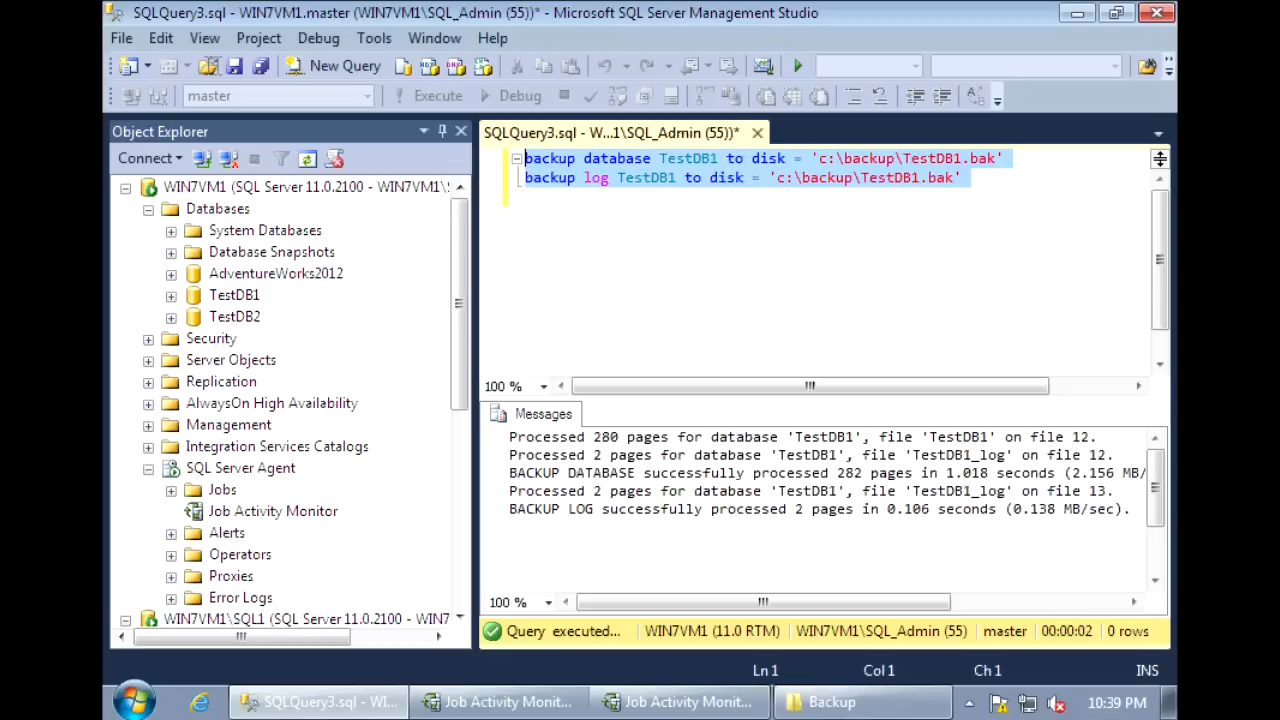 SQLQuery3.sql - WIN7VM1.master (WIN7VM1\SQL_Admin (55))* - Microsoft SQL Server Management Studio
File Edit View Project Debug Tools Window Help
New Query
master Execute Debug
Object Explorer
Connect
WIN7VM1 (SQL Server 11.0.2100 - WIN7VM1\S
Databases
System Databases
Database Snapshots
AdventureWorks2012
TestDB1
TestDB2
Security
Server Objects
Replication
AlwaysOn High Availability
Management
Integration Services Catalogs
SQL Server Agent
Jobs
Job Activity Monitor
Alerts
Operators
Proxies
Error Logs
WIN7VM1\SQL1 (SQL Server 11.0.2100 - WIN7
SQLQuery3.sql - W...1\SQL_Admin (55))*
backup database TestDB1 to disk = 'c:\backup\TestDB1.bak'
backup log TestDB1 to disk = 'c:\backup\TestDB1.bak'
100 %
Messages
Processed 280 pages for database 'TestDB1', file 'TestDB1' on file 12.
Processed 2 pages for database 'TestDB1', file 'TestDB1_log' on file 12.
BACKUP DATABASE successfully processed 282 pages in 1.018 seconds (2.156 MB/
Processed 2 pages for database 'TestDB1', file 'TestDB1_log' on file 13.
BACKUP LOG successfully processed 2 pages in 0.106 seconds (0.138 MB/sec).
100 %
Query executed... WIN7VM1 (11.0 RTM) WIN7VM1\SQL_Admin (55) master 00:00:02 0 rows
Ln 1 Col 1 Ch 1 INS
SQLQuery3.sql - WI... Job Activity Monit... Job Activity Monit... Backup 10:39 PM